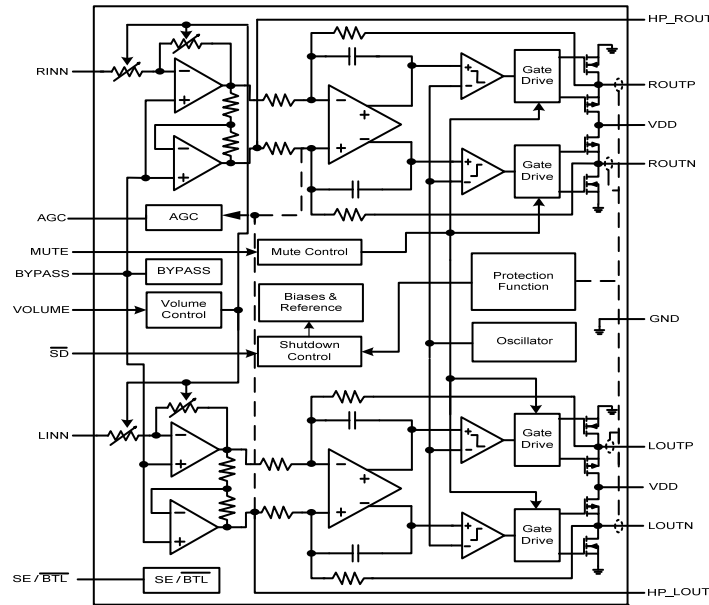 HP_ROUT
RINN
Gate Drive
ROUTP
VDD
Gate Drive
ROUTN
AGC
AGC
MUTE
Mute Control
BYPASS
BYPASS
Protection Function
VOLUME
Volume Control
Biases & Reference
GND
SD
Shutdown Control
Oscillator
LINN
Gate Drive
LOUTP
VDD
Gate Drive
LOUTN
SE/BTL
SE/BTL
HP_LOUT